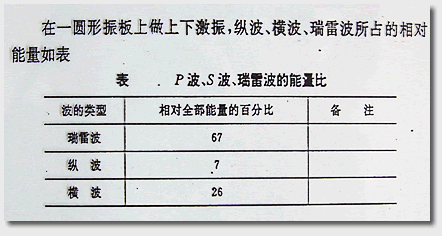 在一圆形振板上做上下激振,纵波、横波、瑞雷波所占的相对
能量如表
表 P波、S波、瑞雷波的能量比
波的类型 相对全部能量的百分比 备 注
瑞雷波 67
纵 波 7
横 波 26